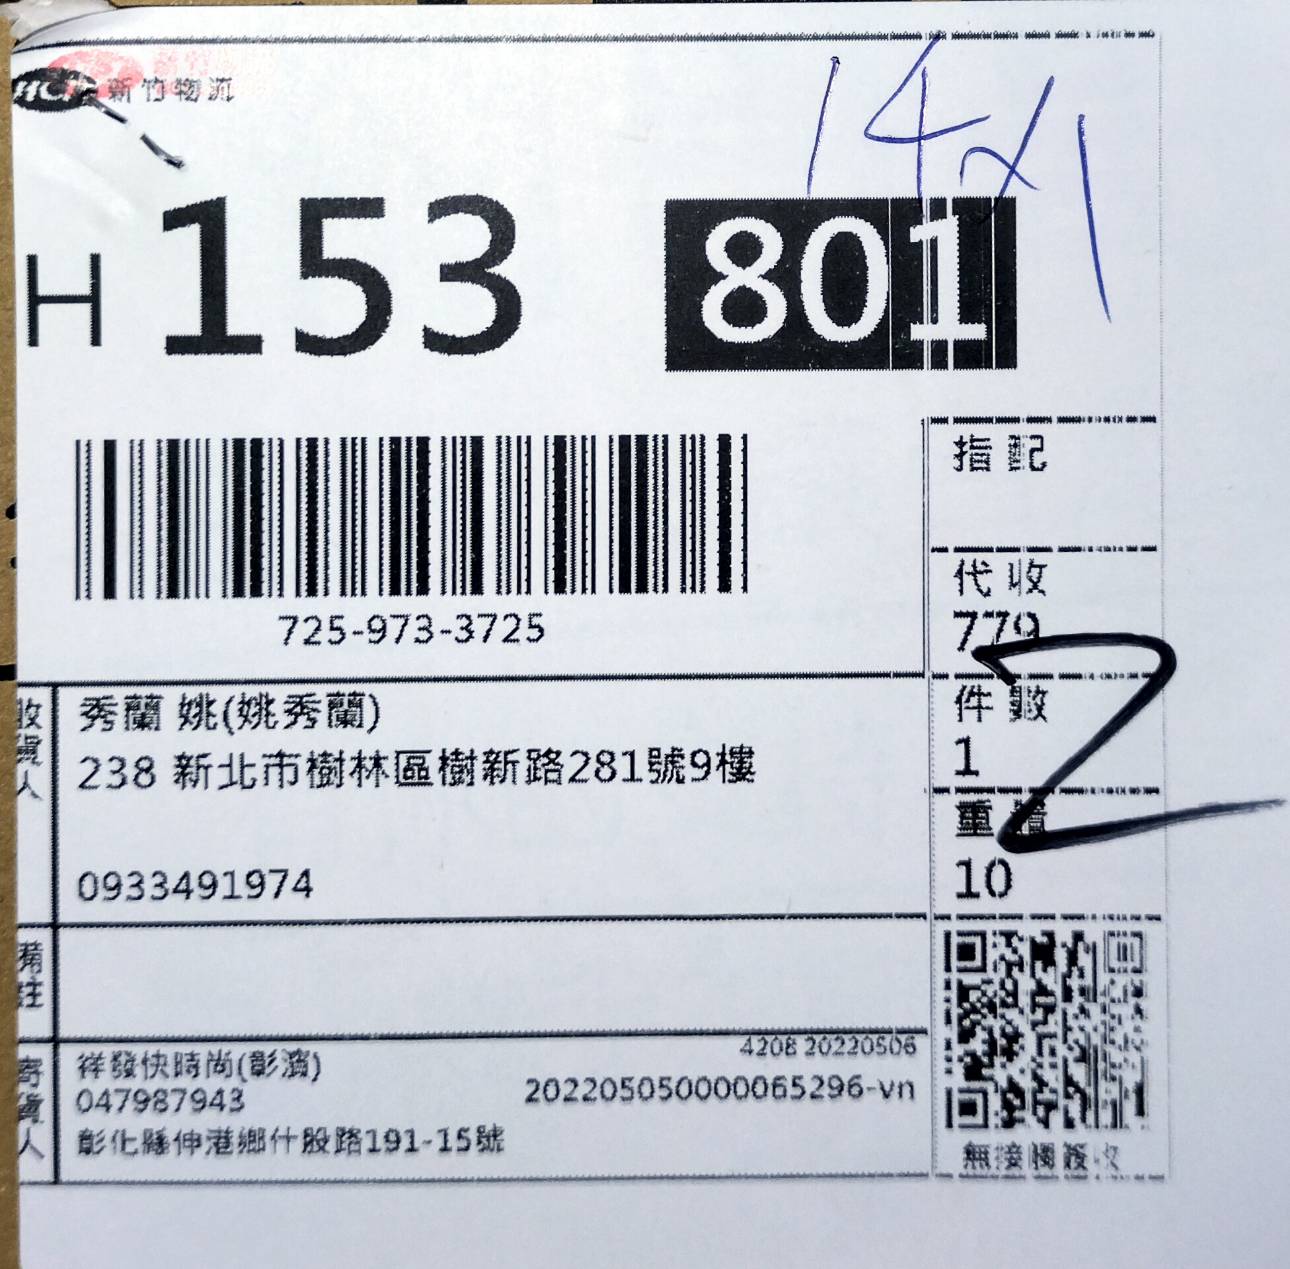 HCT 新竹物流
14x1
H 153 801
指配
725-973-3725
代收
779
2
件數
1
重量
10
收貨人
秀蘭 姚(姚秀蘭)
238 新北市樹林區樹新路281號9樓
0933491974
備註
寄貨人
4208 20220506
祥發快時尚(彰濱)
047987943
202205050000065296-vn
彰化縣伸港鄉什股路191-15號
無接觸簽收